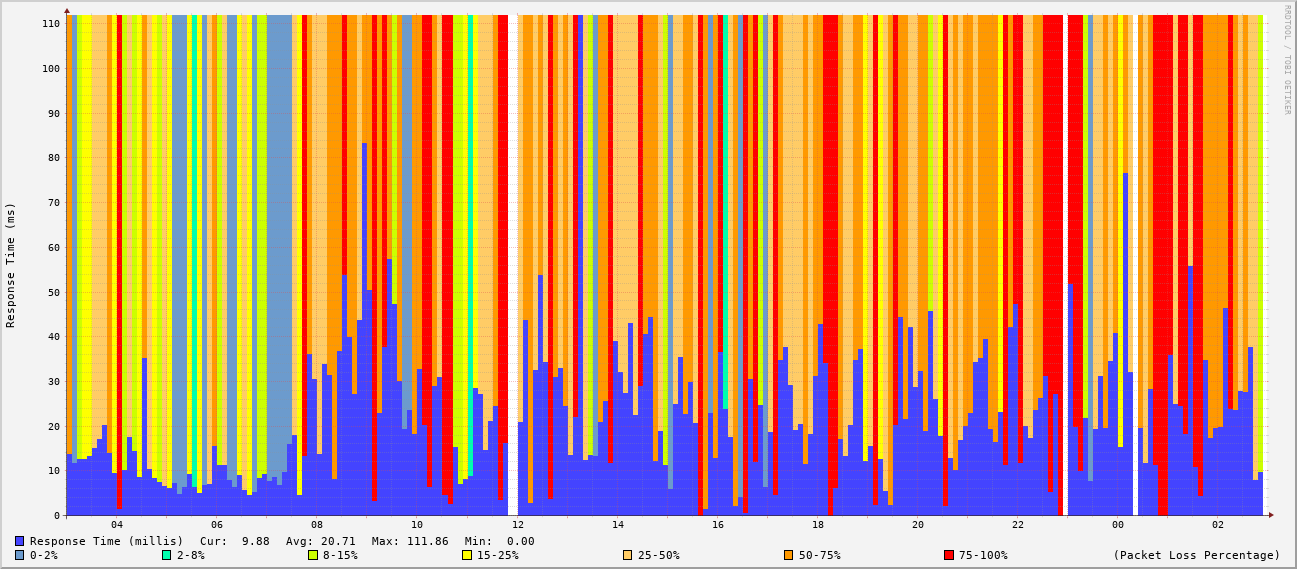 RRDTOOL / TOBI OETIKER
Response Time (ms)
110
100
90
80
70
60
50
40
30
20
10
0
04 06 08 10 12 14 16 18 20 22 00 02
Response Time (millis) Cur: 9.88 Avg: 20.71 Max: 111.86 Min: 0.00
0-2% 2-8% 8-15% 15-25% 25-50% 50-75% 75-100% (Packet Loss Percentage)